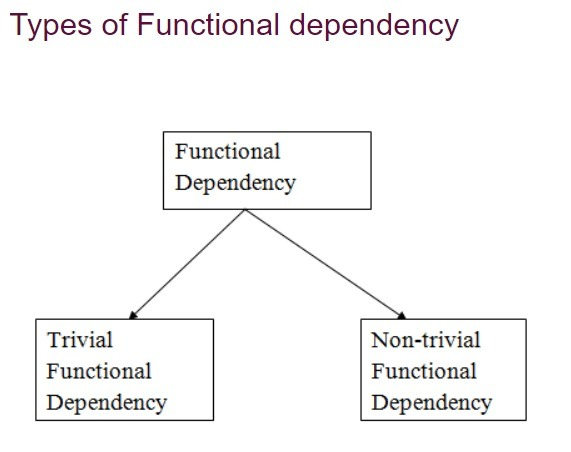 Types of Functional dependency
Functional
Dependency
Trivial
Functional
Dependency
Non-trivial
Functional
Dependency